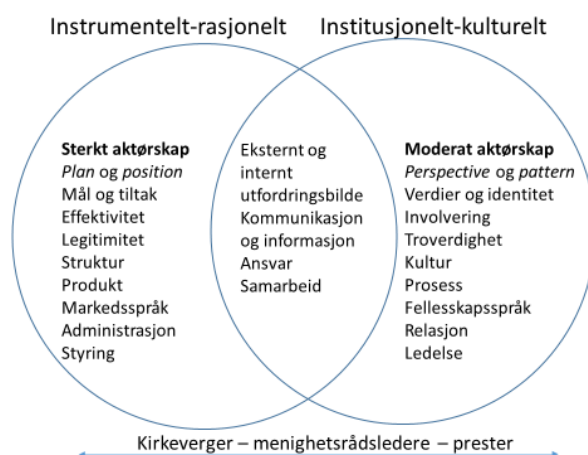 Instrumentelt-rasjonelt
Institusjonelt-kulturelt
Sterkt aktørskap
Plan og position
Mål og tiltak
Effektivitet
Legitimitet
Struktur
Produkt
Markedsspråk
Administrasjon
Styring
Eksternt og
internt
utfordringsbilde
Kommunikasjon
og informasjon
Ansvar
Samarbeid
Moderat aktørskap
Perspective og pattern
Verdier og identitet
Involvering
Troverdighet
Kultur
Prosess
Fellesskapsspråk
Relasjon
Ledelse
Kirkeverger – menighetsrådsledere – prester